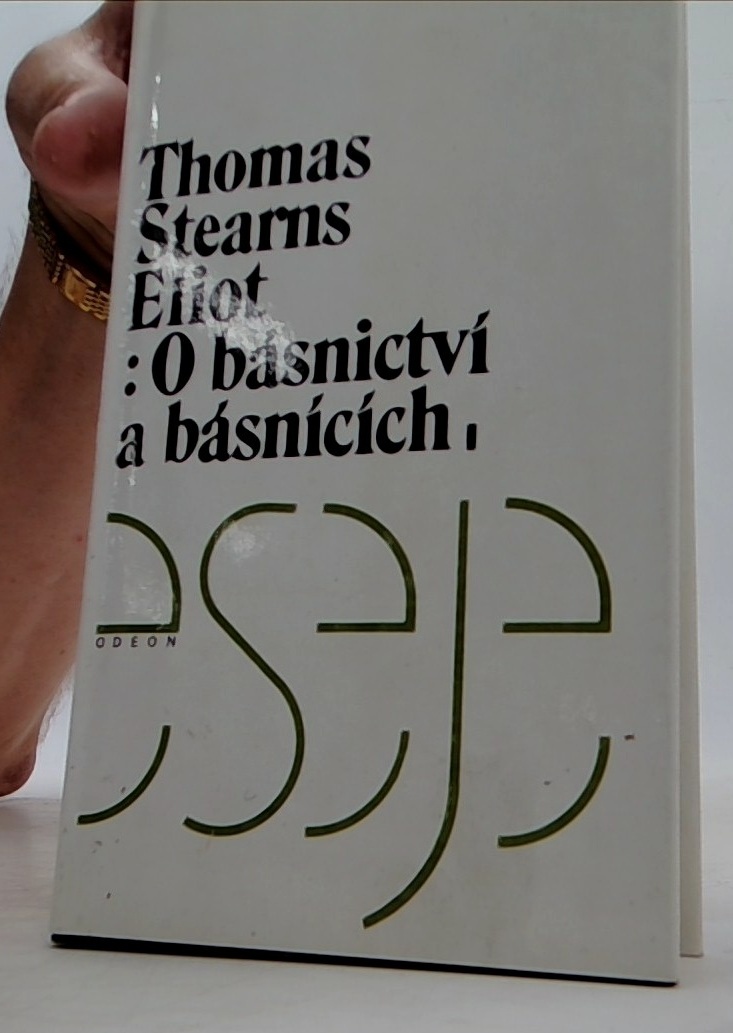 Thomas
Stearns
Eliot
: O básnictví
a básnících
eseje
ODEON